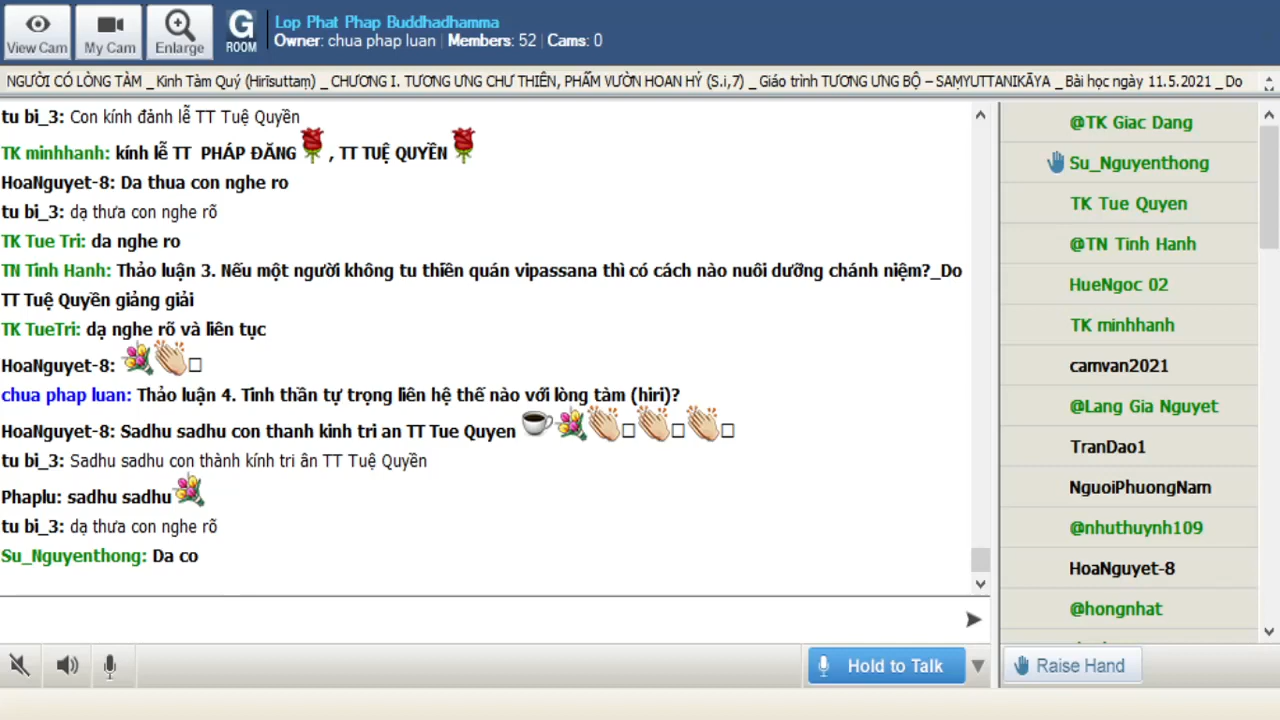 View Cam
My Cam
Enlarge
G
ROOM
Lop Phat Phap Buddhadhamma
Owner: chua phap luan | Members: 52 | Cams: 0
NGƯỜI CÓ LÒNG TÀM _ Kinh Tàm Quý (Hirīsuttaṃ) _ CHƯƠNG I. TƯƠNG ƯNG CHƯ THIÊN, PHẨM VƯỜN HOAN HỶ (S.i,7) _ Giáo trình TƯƠNG ƯNG BỘ – SAṂYUTTANIKĀYA _ Bài học ngày 11.5.2021 _ Do
tu bi_3: Con kính đảnh lễ TT Tuệ Quyền
TK minhhanh: kính lễ TT PHÁP ĐĂNG , TT TUỆ QUYỀN
HoaNguyet-8: Da thua con nghe ro
tu bi_3: dạ thưa con nghe rõ
TK Tue Tri: da nghe ro
TN Tinh Hanh: Thảo luận 3. Nếu một người không tu thiền quán vipassana thì có cách nào nuôi dưỡng chánh niệm?_Do
TT Tuệ Quyền giảng giải
TK TueTri: dạ nghe rõ và liên tục
HoaNguyet-8:
chua phap luan: Thảo luận 4. Tinh thần tự trọng liên hệ thế nào với lòng tàm (hiri)?
HoaNguyet-8: Sadhu sadhu con thanh kinh tri an TT Tue Quyen
tu bi_3: Sadhu sadhu con thành kính tri ân TT Tuệ Quyền
Phaplu: sadhu sadhu
tu bi_3: dạ thưa con nghe rõ
Su_Nguyenthong: Da co
Hold to Talk
@TK Giac Dang
Su_Nguyenthong
TK Tue Quyen
@TN Tinh Hanh
HueNgoc 02
TK minhhanh
camvan2021
@Lang Gia Nguyet
TranDao1
NguoiPhuongNam
@nhuthuynh109
HoaNguyet-8
@hongnhat
Raise Hand